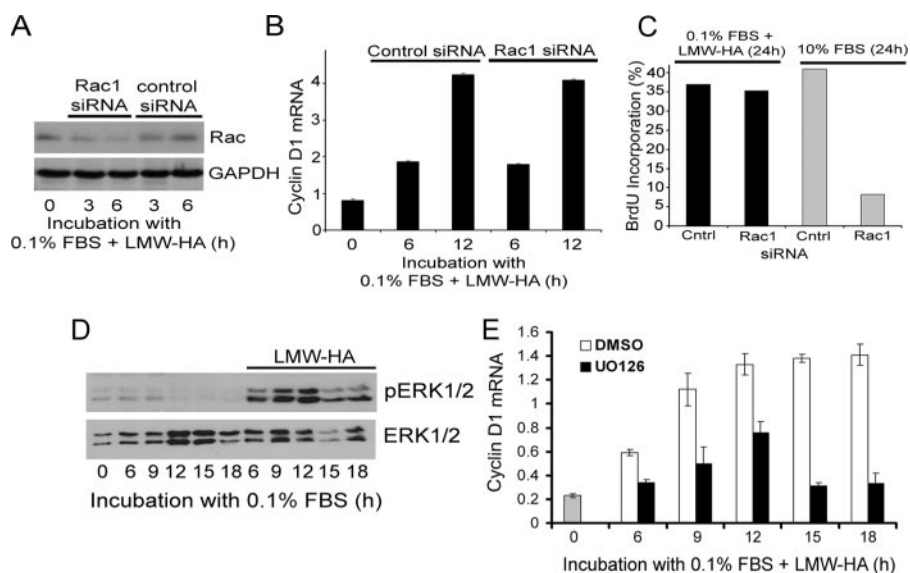 A
Rac1 siRNA
control siRNA
Rac
GAPDH
0 3 6 3 6
Incubation with
0.1% FBS + LMW-HA (h)
B
Control siRNA Rac1 siRNA
Cyclin D1 mRNA
4
3
2
1
0
0 6 12 6 12
Incubation with
0.1% FBS + LMW-HA (h)
C
0.1% FBS +
LMW-HA (24h)
10% FBS (24h)
BrdU Incorporation (%)
40
35
30
25
20
15
10
5
0
Cntrl Rac1 Cntrl Rac1
siRNA
D
LMW-HA
pERK1/2
ERK1/2
0 6 9 12 15 18 6 9 12 15 18
Incubation with 0.1% FBS (h)
E
DMSO
UO126
Cyclin D1 mRNA
1.6
1.4
1.2
1
0.8
0.6
0.4
0.2
0
0 6 9 12 15 18
Incubation with 0.1% FBS + LMW-HA (h)